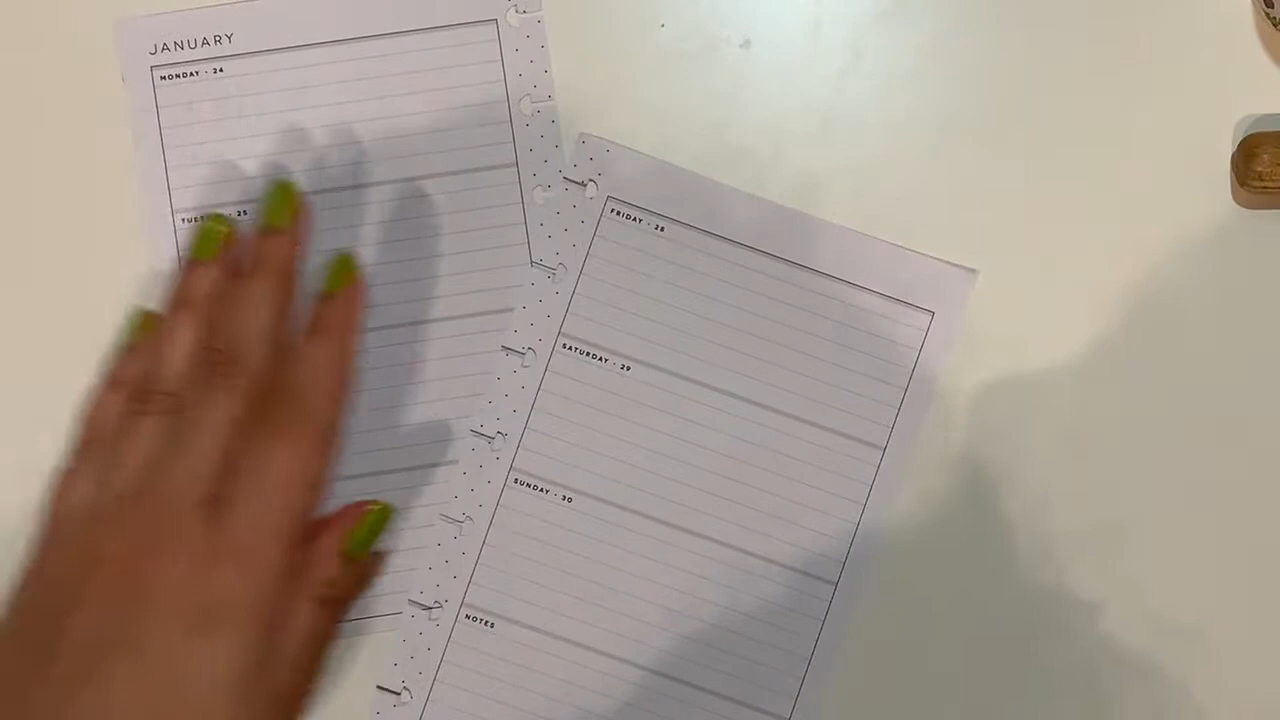 JANUARY
MONDAY · 24
TUESDAY · 25
FRIDAY · 28
SATURDAY · 29
SUNDAY · 30
NOTES